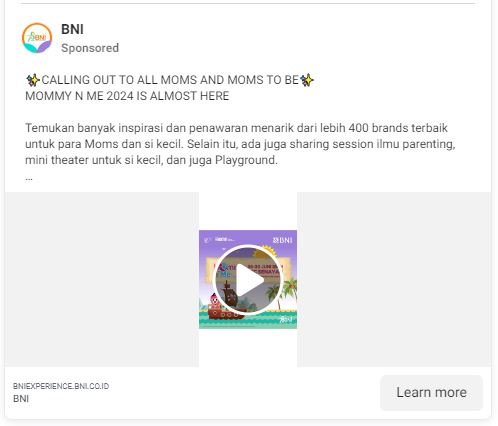 BNI
Sponsored
✨CALLING OUT TO ALL MOMS AND MOMS TO BE✨
MOMMY N ME 2024 IS ALMOST HERE
Temukan banyak inspirasi dan penawaran menarik dari lebih 400 brands terbaik
untuk para Moms dan si kecil. Selain itu, ada juga sharing session ilmu parenting,
mini theater untuk si kecil, dan juga Playground.
...
BNI
BNIEXPERIENCE.BNI.CO.ID
BNI
Learn more